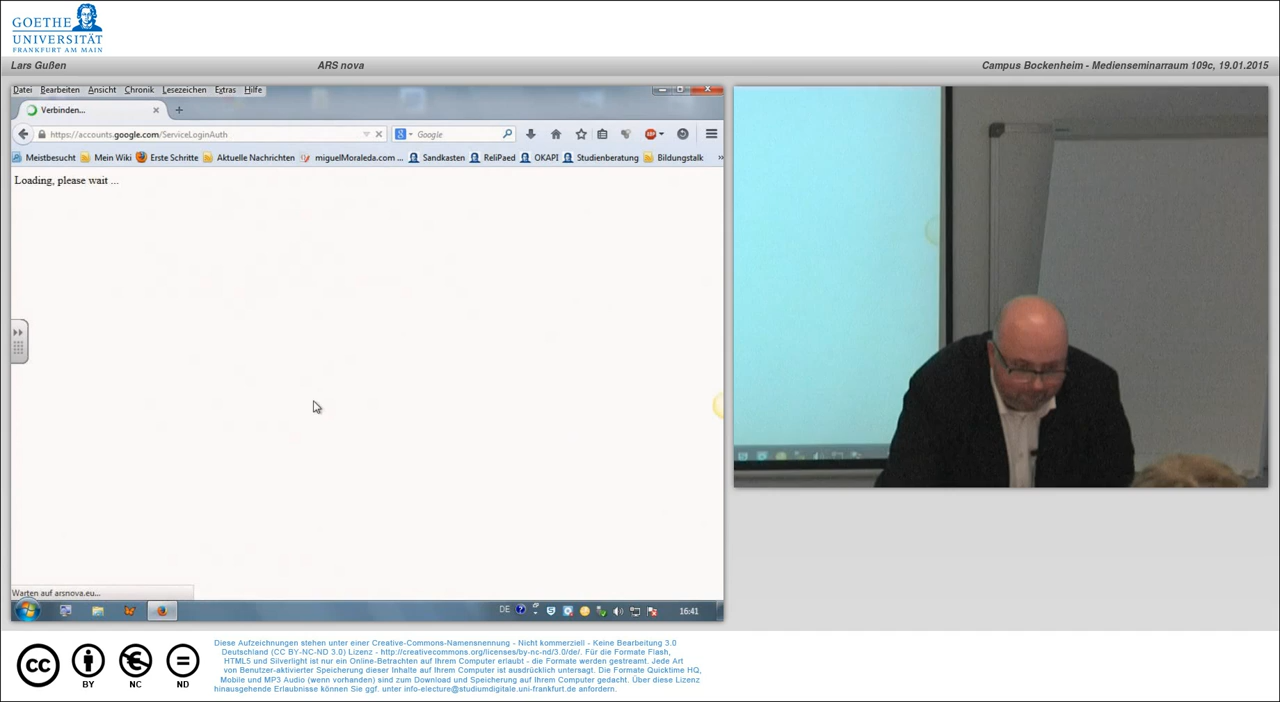 GOETHE
UNIVERSITÄT
FRANKFURT AM MAIN
Lars Gußen
ARS nova
Campus Bockenheim - Medienseminarraum 109c, 19.01.2015
Datei Bearbeiten Ansicht Chronik Lesezeichen Extras Hilfe
Verbinden...
https://accounts.google.com/ServiceLoginAuth
Google
Meistbesucht Mein Wiki Erste Schritte Aktuelle Nachrichten miguelMoraleda.com ... Sandkasten ReliPaed OKAPI Studienberatung Bildungstalk
Loading, please wait ...
Warten auf arsnova.eu...
DE
16:41
cc
BY NC ND
Diese Aufzeichnungen stehen unter einer Creative-Commons-Namensnennung - Nicht kommerziell - Keine Bearbeitung 3.0
Deutschland (CC BY-NC-ND 3.0) Lizenz - http://creativecommons.org/licenses/by-nc-nd/3.0/de/. Für die Formate Flash,
HTML5 und Silverlight ist nur ein Online-Betrachten auf Ihrem Computer erlaubt - die Formate werden gestreamt. Jede Art
von Benutzer-aktivierter Speicherung dieser Inhalte auf Ihrem Computer ist ausdrücklich untersagt. Die Formate Quicktime HQ,
Mobile und MP3 Audio (wenn vorhanden) sind zum Download und Speicherung auf Ihrem Computer gedacht. Über diese Lizenz
hinausgehende Erlaubnisse können Sie ggf. unter info-electure@studiumdigitale.uni-frankfurt.de anfordern.